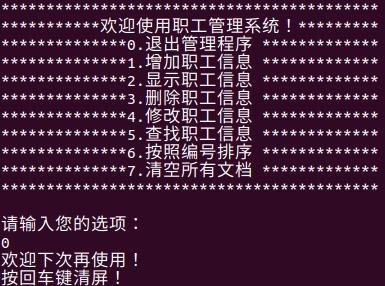 ******************************************
***********欢迎使用职工管理系统！*********
**************0.退出管理程序 *************
**************1.增加职工信息 *************
**************2.显示职工信息 *************
**************3.删除职工信息 *************
**************4.修改职工信息 *************
**************5.查找职工信息 *************
**************6.按照编号排序 *************
**************7.清空所有文档 *************
******************************************
请输入您的选项：
0
欢迎下次再使用！
按回车键清屏！